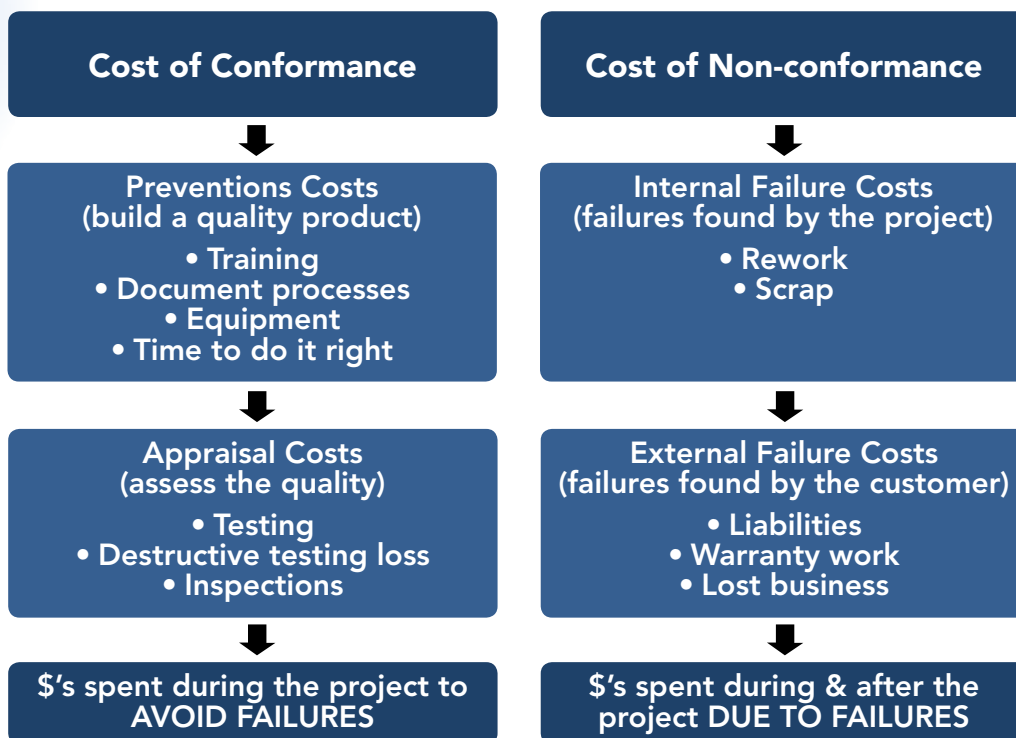 Cost of Conformance
Preventions Costs
(build a quality product)
• Training
• Document processes
• Equipment
• Time to do it right
Appraisal Costs
(assess the quality)
• Testing
• Destructive testing loss
• Inspections
$'s spent during the project to
AVOID FAILURES
Cost of Non-conformance
Internal Failure Costs
(failures found by the project)
• Rework
• Scrap
External Failure Costs
(failures found by the customer)
• Liabilities
• Warranty work
• Lost business
$'s spent during & after the
project DUE TO FAILURES